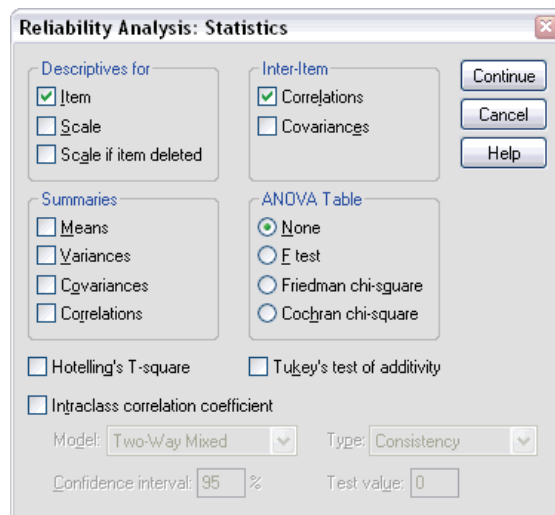 Reliability Analysis: Statistics
Descriptives for
Item
Scale
Scale if item deleted
Inter-Item
Correlations
Covariances
Continue
Cancel
Help
Summaries
Means
Variances
Covariances
Correlations
ANOVA Table
None
F test
Friedman chi-square
Cochran chi-square
Hotelling's T-square
Tukey's test of additivity
Intraclass correlation coefficient
Model: Two-Way Mixed
Type: Consistency
Confidence interval: 95 %
Test value: 0